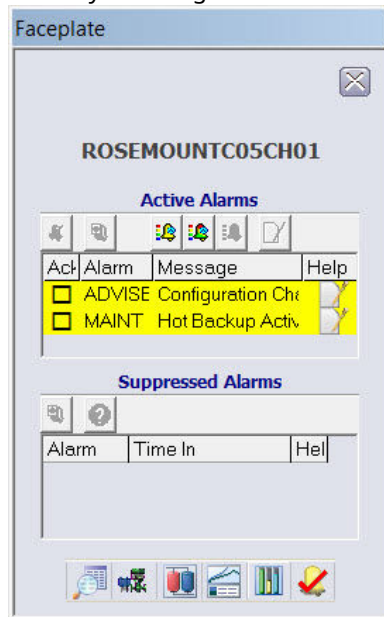 Faceplate
ROSEMOUNTC05CH01
Active Alarms
Ack Alarm Message Help
ADVISE Configuration Cha
MAINT Hot Backup Activ
Suppressed Alarms
Alarm Time In Hel